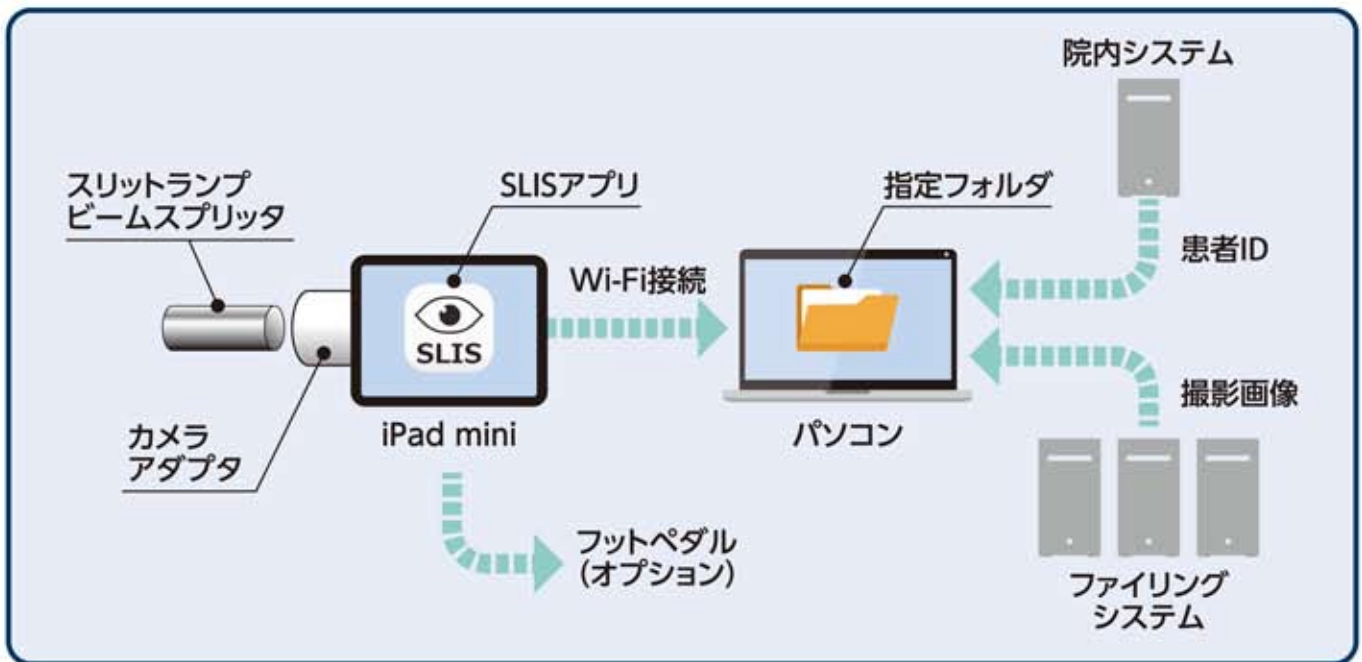 院内システム
スリットランプ
ビームスプリッタ
SLISアプリ
指定フォルダ
患者ID
Wi-Fi接続
SLIS
撮影画像
カメラ
アダプタ
iPad mini
パソコン
フットペダル
(オプション)
ファイリング
システム